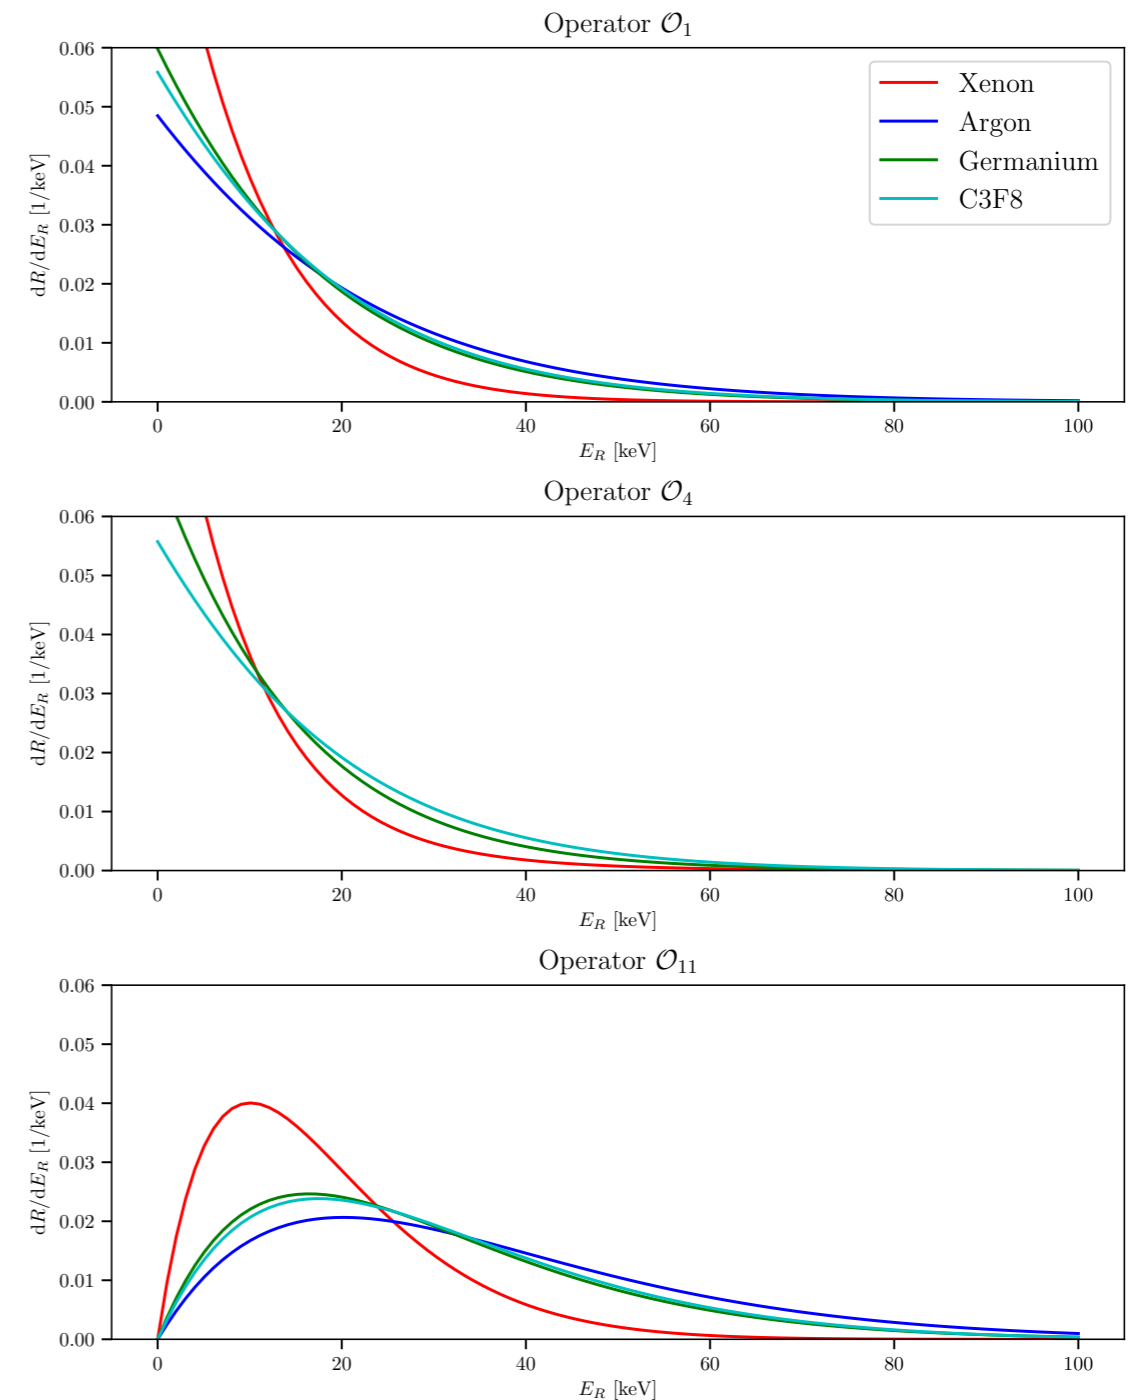 Operator 𝒪₁
0.06
0.05
0.04
0.03
0.02
0.01
0.00
dR/dE_R [1/keV]
Xenon
Argon
Germanium
C3F8
0 20 40 60 80 100
E_R [keV]
Operator 𝒪₄
0.06
0.05
0.04
0.03
0.02
0.01
0.00
dR/dE_R [1/keV]
0 20 40 60 80 100
E_R [keV]
Operator 𝒪₁₁
0.06
0.05
0.04
0.03
0.02
0.01
0.00
dR/dE_R [1/keV]
0 20 40 60 80 100
E_R [keV]